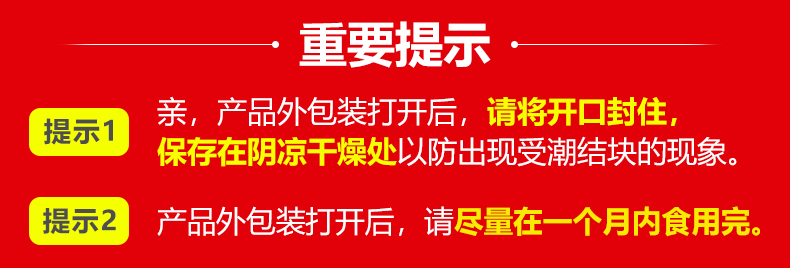 重要提示
提示1
亲，产品外包装打开后，请将开口封住，
保存在阴凉干燥处以防出现受潮结块的现象。
提示2
产品外包装打开后，请尽量在一个月内食用完。